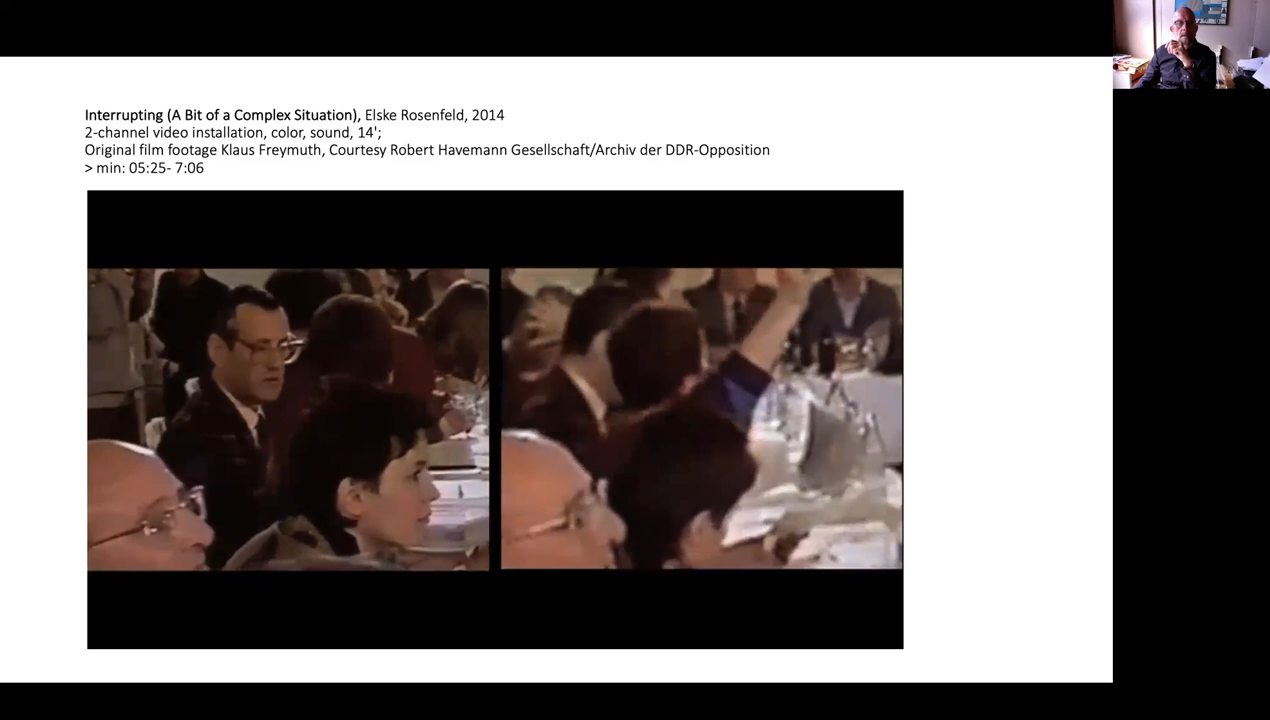 Interrupting (A Bit of a Complex Situation), Elske Rosenfeld, 2014
2-channel video installation, color, sound, 14';
Original film footage Klaus Freymuth, Courtesy Robert Havemann Gesellschaft/Archiv der DDR-Opposition
> min: 05:25- 7:06